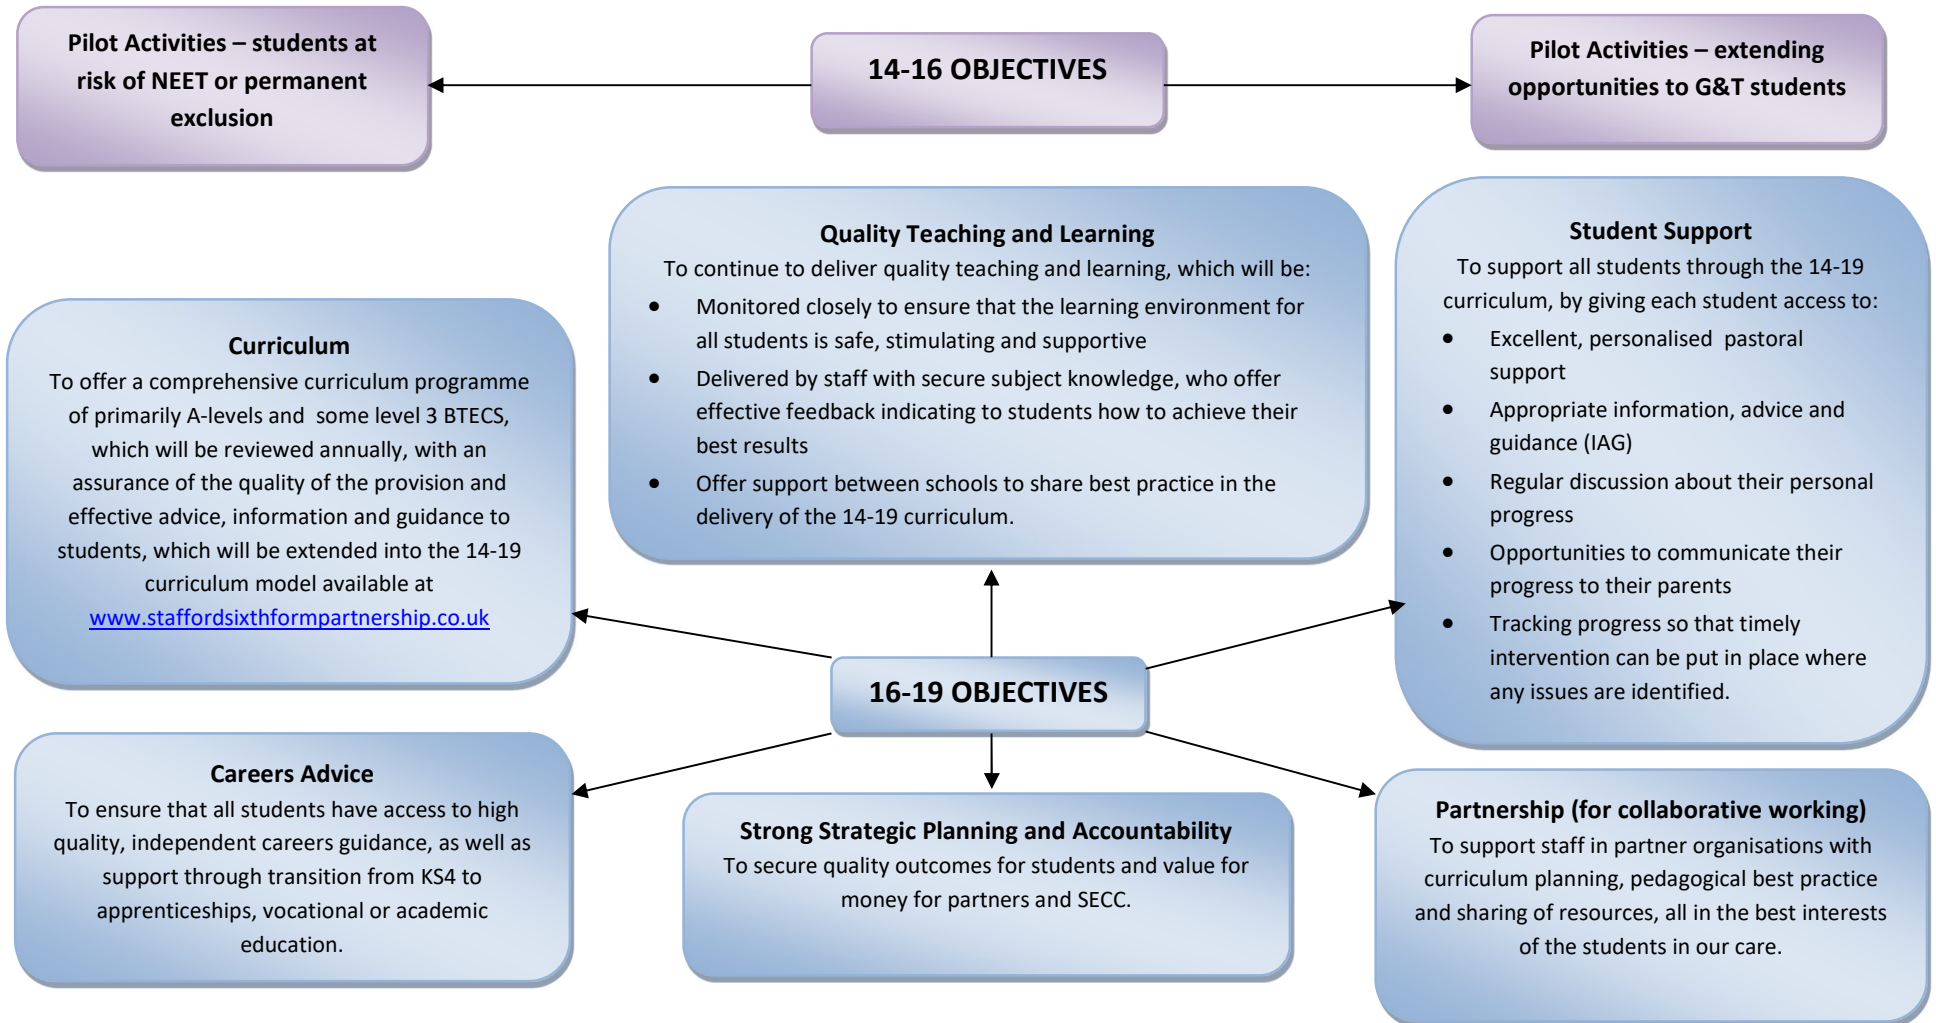 Pilot Activities – students at
risk of NEET or permanent
exclusion
14-16 OBJECTIVES
Pilot Activities – extending
opportunities to G&T students
Quality Teaching and Learning
To continue to deliver quality teaching and learning, which will be:
• Monitored closely to ensure that the learning environment for
all students is safe, stimulating and supportive
• Delivered by staff with secure subject knowledge, who offer
effective feedback indicating to students how to achieve their
best results
• Offer support between schools to share best practice in the
delivery of the 14-19 curriculum.
Student Support
To support all students through the 14-19
curriculum, by giving each student access to:
• Excellent, personalised  pastoral
support
• Appropriate information, advice and
guidance (IAG)
• Regular discussion about their personal
progress
• Opportunities to communicate their
progress to their parents
• Tracking progress so that timely
intervention can be put in place where
any issues are identified.
Curriculum
To offer a comprehensive curriculum programme
of primarily A-levels and  some level 3 BTECS,
which will be reviewed annually, with an
assurance of the quality of the provision and
effective advice, information and guidance to
students, which will be extended into the 14-19
curriculum model available at
www.staffordsixthformpartnership.co.uk
16-19 OBJECTIVES
Careers Advice
To ensure that all students have access to high
quality, independent careers guidance, as well as
support through transition from KS4 to
apprenticeships, vocational or academic
education.
Strong Strategic Planning and Accountability
To secure quality outcomes for students and value for
money for partners and SECC.
Partnership (for collaborative working)
To support staff in partner organisations with
curriculum planning, pedagogical best practice
and sharing of resources, all in the best interests
of the students in our care.